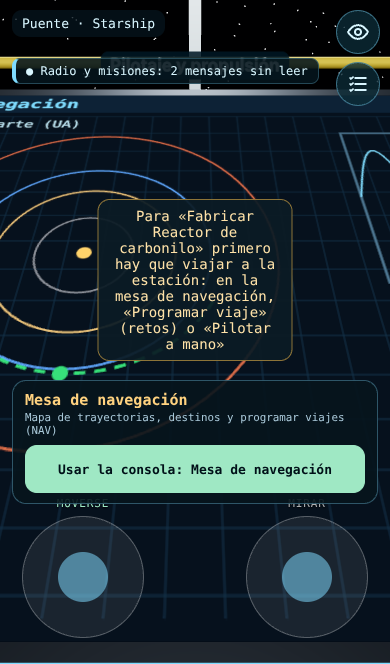 Puente · Starship
Pilotaje y propulsión
● Radio y misiones: 2 mensajes sin leer
egación
arte (UA)
Para «Fabricar
Reactor de
carbonilo» primero
hay que viajar a la
estación: en la
mesa de navegación,
«Programar viaje»
(retos) o «Pilotar
a mano»
Mesa de navegación
Mapa de trayectorias, destinos y programar viajes
(NAV)
Usar la consola: Mesa de navegación
MOVERSE
MIRAR